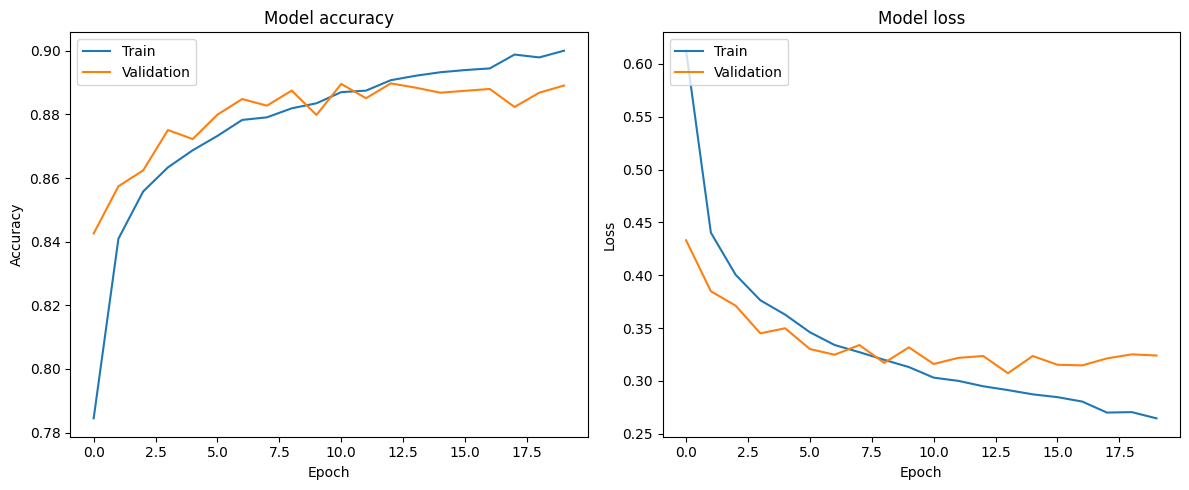 Model accuracy
Train
Validation
0.90
0.88
0.86
0.84
0.82
0.80
0.78
Accuracy
0.0 2.5 5.0 7.5 10.0 12.5 15.0 17.5
Epoch
Model loss
Train
Validation
0.60
0.55
0.50
0.45
0.40
0.35
0.30
0.25
Loss
0.0 2.5 5.0 7.5 10.0 12.5 15.0 17.5
Epoch